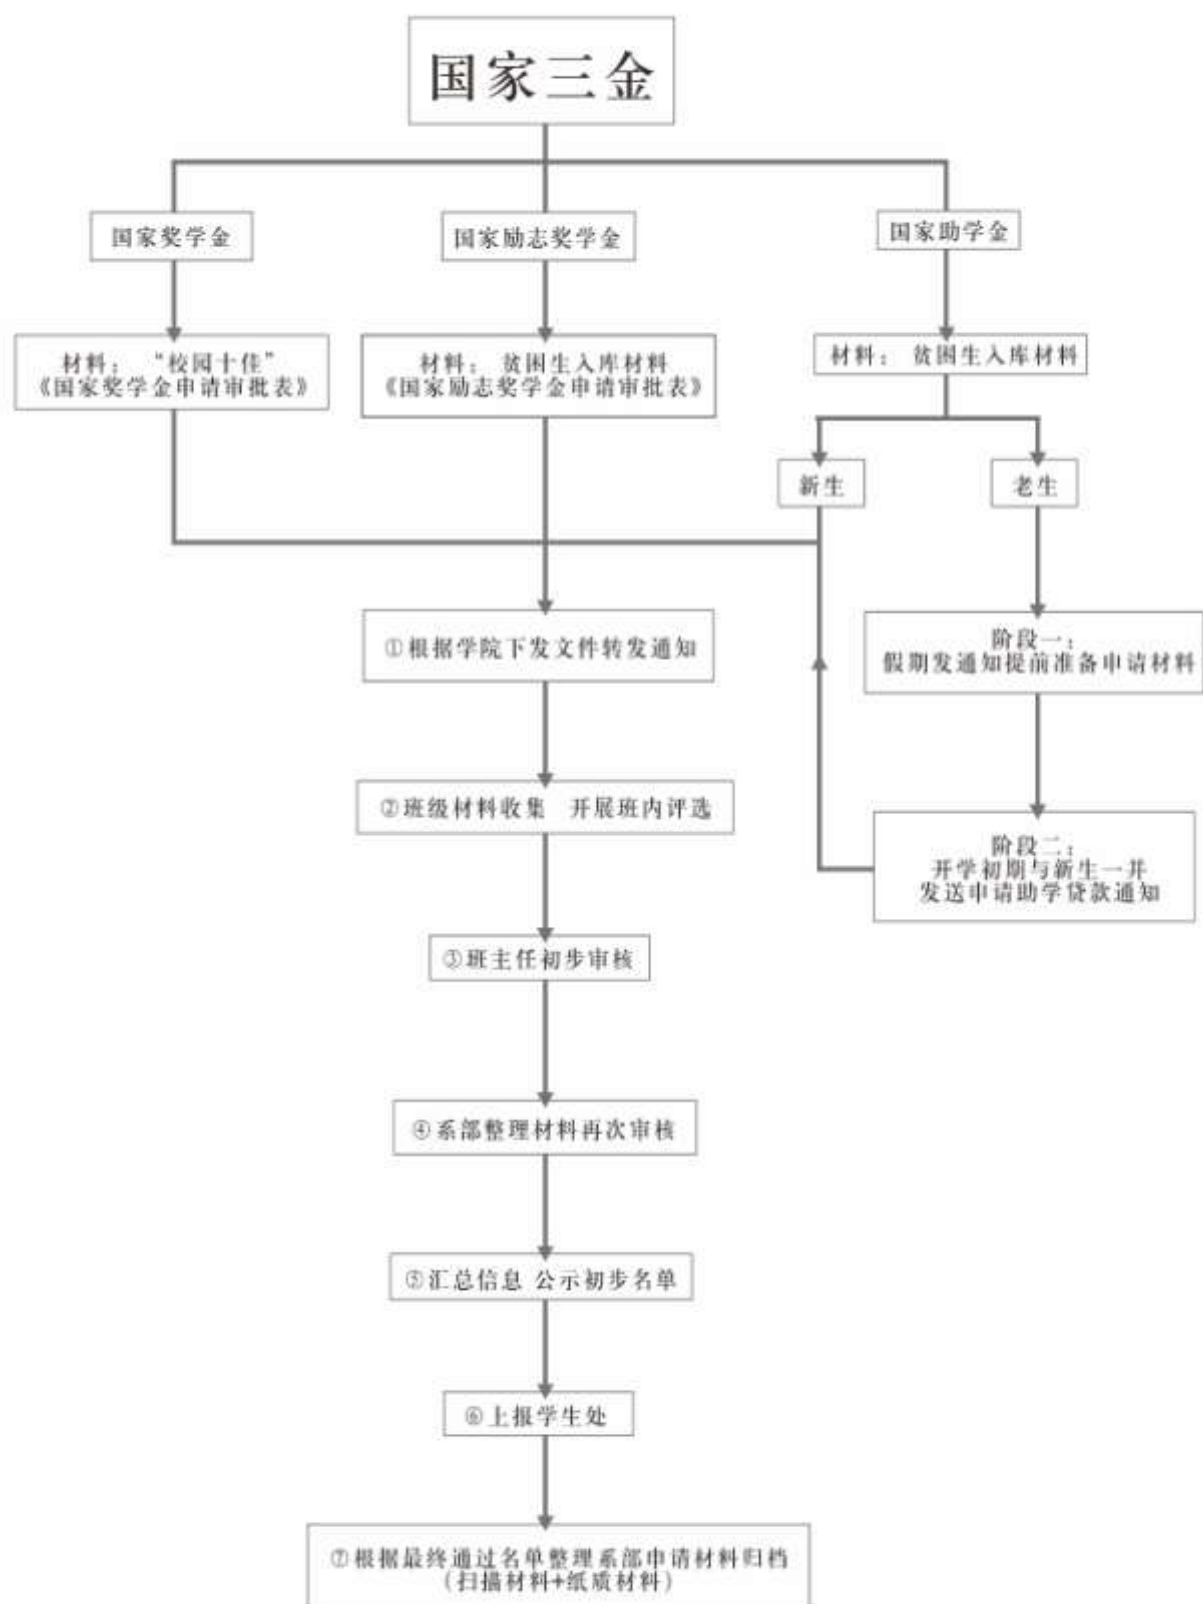 国家三金
国家奖学金
国家励志奖学金
国家助学金
材料： “校园十佳”
《国家奖学金申请审批表》
材料： 贫困生入库材料
《国家励志奖学金申请审批表》
材料： 贫困生入库材料
新生
老生
①根据学院下发文件转发通知
阶段一：
假期发通知提前准备申请材料
②班级材料收集 开展班内评选
阶段二：
开学初期与新生一并
发送申请助学贷款通知
③班主任初步审核
④系部整理材料再次审核
⑤汇总信息 公示初步名单
⑥上报学生处
⑦根据最终通过名单整理系部申请材料归档
（扫描材料+纸质材料）